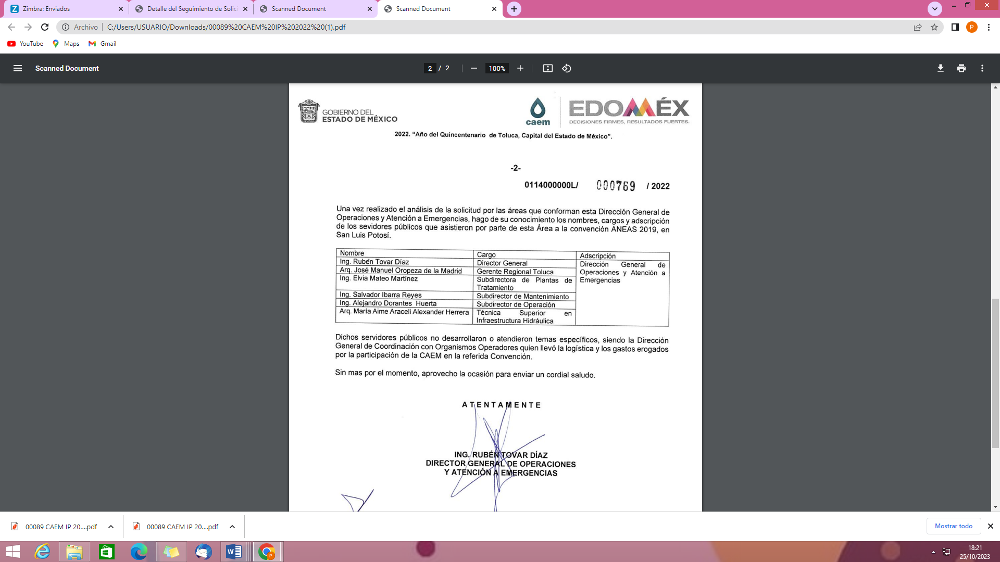 Zimbra: Enviados
Detalle del Seguimiento de Solici
Scanned Document
Scanned Document
Archivo
C:/Users/USUARIO/Downloads/00089%20CAEM%20IP%202022%20(1).pdf
P
YouTube
Maps
Gmail
Scanned Document
2 / 2
100%
GOBIERNO DEL
ESTADO DE MÉXICO
caem
EDOMÉX
DECISIONES FIRMES, RESULTADOS FUERTES.
2022. “Año del Quincentenario de Toluca, Capital del Estado de México”.
-2-
0114000000L/ 000769 / 2022
Una vez realizado el análisis de la solicitud por las áreas que conforman esta Dirección General de
Operaciones y Atención a Emergencias, hago de su conocimiento los nombres, cargos y adscripción
de los sevidores públicos que asistieron por parte de esta Área a la convención ANEAS 2019, en
San Luis Potosí.
Nombre Cargo Adscripción
Ing. Rubén Tovar Díaz Director General Dirección General de
Arq. José Manuel Oropeza de la Madrid Gerente Regional Toluca Operaciones y Atención a
Ing. Elvia Mateo Martínez Subdirectora de Plantas de Emergencias
Tratamiento
Ing. Salvador Ibarra Reyes Subdirector de Mantenimiento
Ing. Alejandro Dorantes Huerta Subdirector de Operación
Arq. María Aime Araceli Alexander Herrera Técnica Superior en
Infraestructura Hidráulica
Dichos servidores públicos no desarrollaron o atendieron temas específicos, siendo la Dirección
General de Coordinación con Organismos Operadores quien llevó la logística y los gastos erogados
por la participación de la CAEM en la referida Convención.
Sin mas por el momento, aprovecho la ocasión para enviar un cordial saludo.
A T E N T A M E N T E
ING. RUBÉN TOVAR DÍAZ
DIRECTOR GENERAL DE OPERACIONES
Y ATENCIÓN A EMERGENCIAS
00089 CAEM IP 20....pdf
00089 CAEM IP 20....pdf
Mostrar todo
P
18:21
25/10/2023